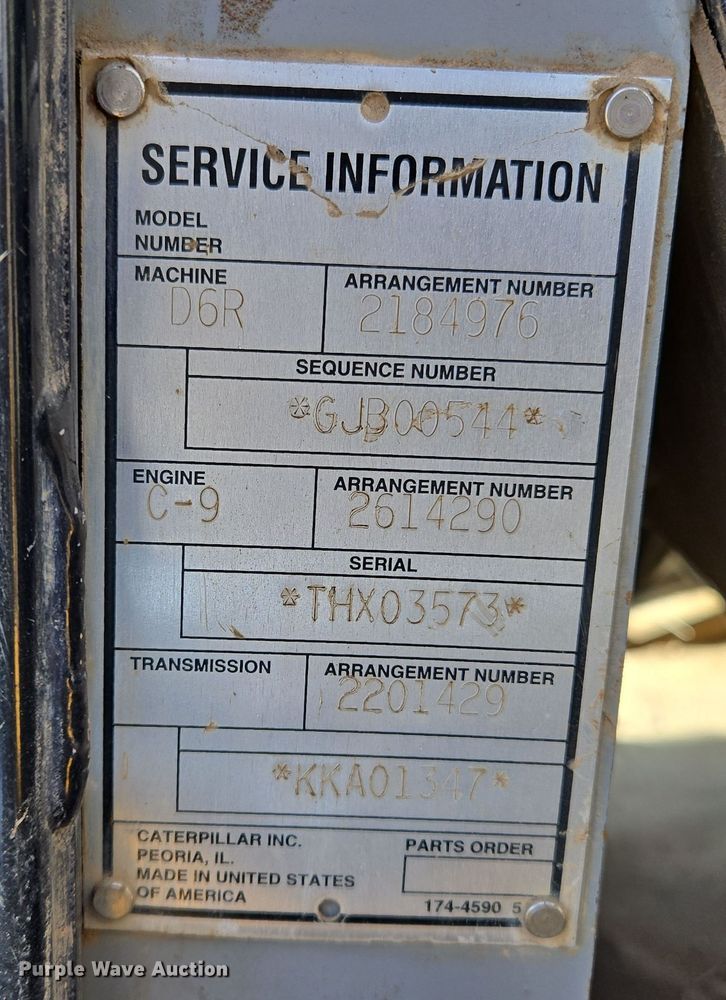 SERVICE INFORMATION
MODEL
NUMBER
MACHINE
D6R
ARRANGEMENT NUMBER
2184976
SEQUENCE NUMBER
*GJB00544*
ENGINE
C-9
ARRANGEMENT NUMBER
2614290
SERIAL
*THX03573*
TRANSMISSION
ARRANGEMENT NUMBER
2201429
*KKA01347*
CATERPILLAR INC.
PEORIA, IL.
MADE IN UNITED STATES
OF AMERICA
PARTS ORDER
174-4590 5
Purple Wave Auction